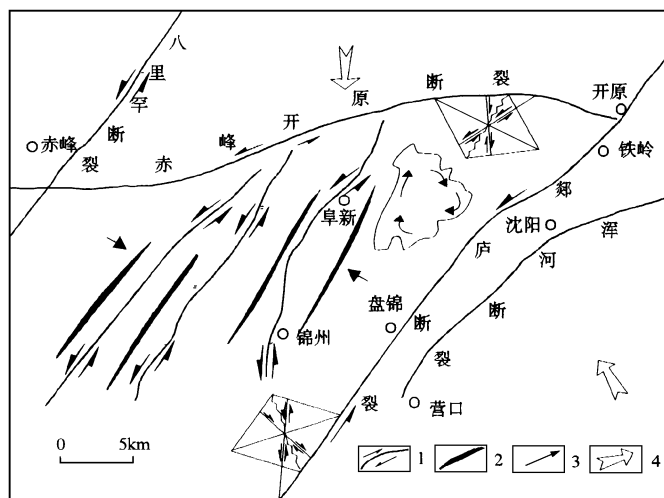 八里罕断裂
赤峰开原断裂
开原
赤峰
铁岭
阜新
沈阳
郯庐断裂
浑河断裂
盘锦
锦州
营口
0 5km
1 2 3 4